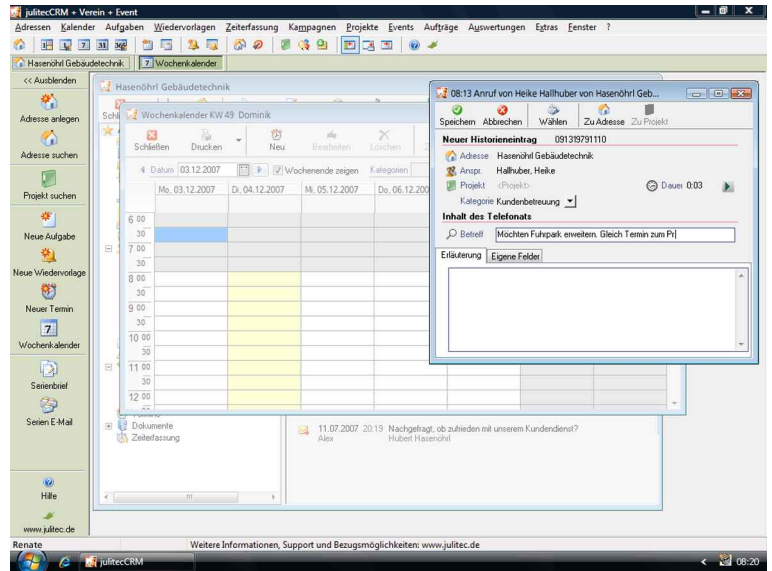 julitecCRM + Verein + Event
Adressen Kalender Aufgaben Wiedervorlagen Zeiterfassung Kampagnen Projekte Events Aufträge Auswertungen Extras Fenster ?
Hasenöhrl Gebäudetechnik 7 Wochenkalender
<< Ausblenden
Adresse anlegen
Adresse suchen
Projekt suchen
Neue Aufgabe
Neue Wiedervorlage
Neuer Termin
7
Wochenkalender
Serienbrief
Serien E-Mail
Hilfe
www.julitec.de
Hasenöhrl Gebäudetechnik
Wochenkalender KW 49 Dominik
Schließen Drucken Neu Bearbeiten Löschen
Datum 03.12.2007 Wochenende zeigen Kategorien
Mo, 03.12.2007 Di, 04.12.2007 Mi, 05.12.2007 Do, 06.12.200
6 00
30
7 00
30
8 00
30
9 00
30
10 00
30
11 00
30
12 00
Dokumente
Zeiterfassung
11.07.2007 20:19 Nachgefragt, ob zufrieden mit unserem Kundendienst?
Alex Hubert Hasenöhrl
08:13 Anruf von Heike Hallhuber von Hasenöhrl Geb...
Speichern Abbrechen Wählen Zu Adresse Zu Projekt
Neuer Historieneintrag 091319791110
Adresse Hasenöhrl Gebäudetechnik
Anspr. Hallhuber, Heike
Projekt <Projekt> Dauer 0:03
Kategorie Kundenbetreuung
Inhalt des Telefonats
Betreff Möchten Fuhrpark erweitern. Gleich Termin zum Pr
Erläuterung Eigene Felder
Renate Weitere Informationen, Support und Bezugsmöglichkeiten: www.julitec.de
julitecCRM < 08:20